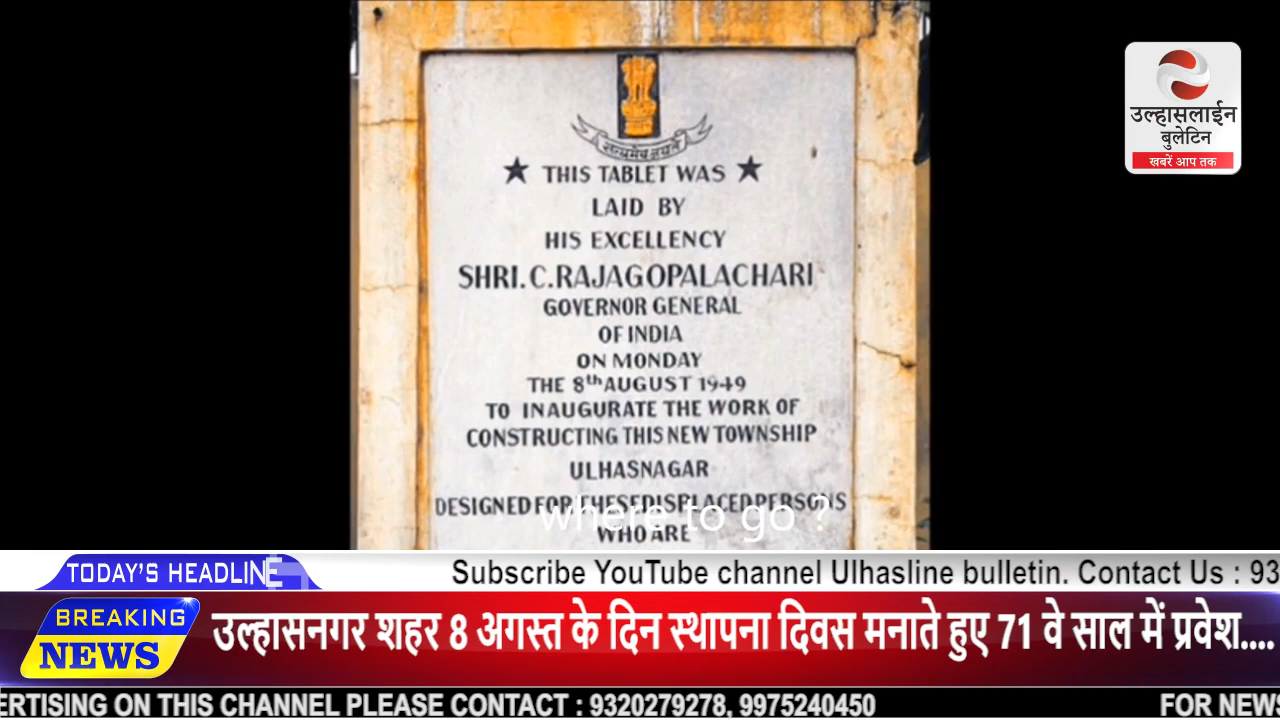 सत्यमेव जयते
THIS TABLET WAS
LAID BY
HIS EXCELLENCY
SHRI. C. RAJAGOPALACHARI
GOVERNOR GENERAL
OF INDIA
ON MONDAY
THE 8th AUGUST 1949
TO INAUGURATE THE WORK OF
CONSTRUCTING THIS NEW TOWNSHIP
ULHASNAGAR
DESIGNED FOR THESE DISPLACED PERSONS
where to go ?
WHO ARE
उल्हासलाईन
बुलेटिन
खबरें आप तक
TODAY'S HEADLINE
Subscribe YouTube channel Ulhasline bulletin. Contact Us : 93
BREAKING
NEWS
उल्हासनगर शहर 8 अगस्त के दिन स्थापना दिवस मनाते हुए 71 वे साल में प्रवेश....
ERTISING ON THIS CHANNEL PLEASE CONTACT : 9320279278, 9975240450
FOR NEWS